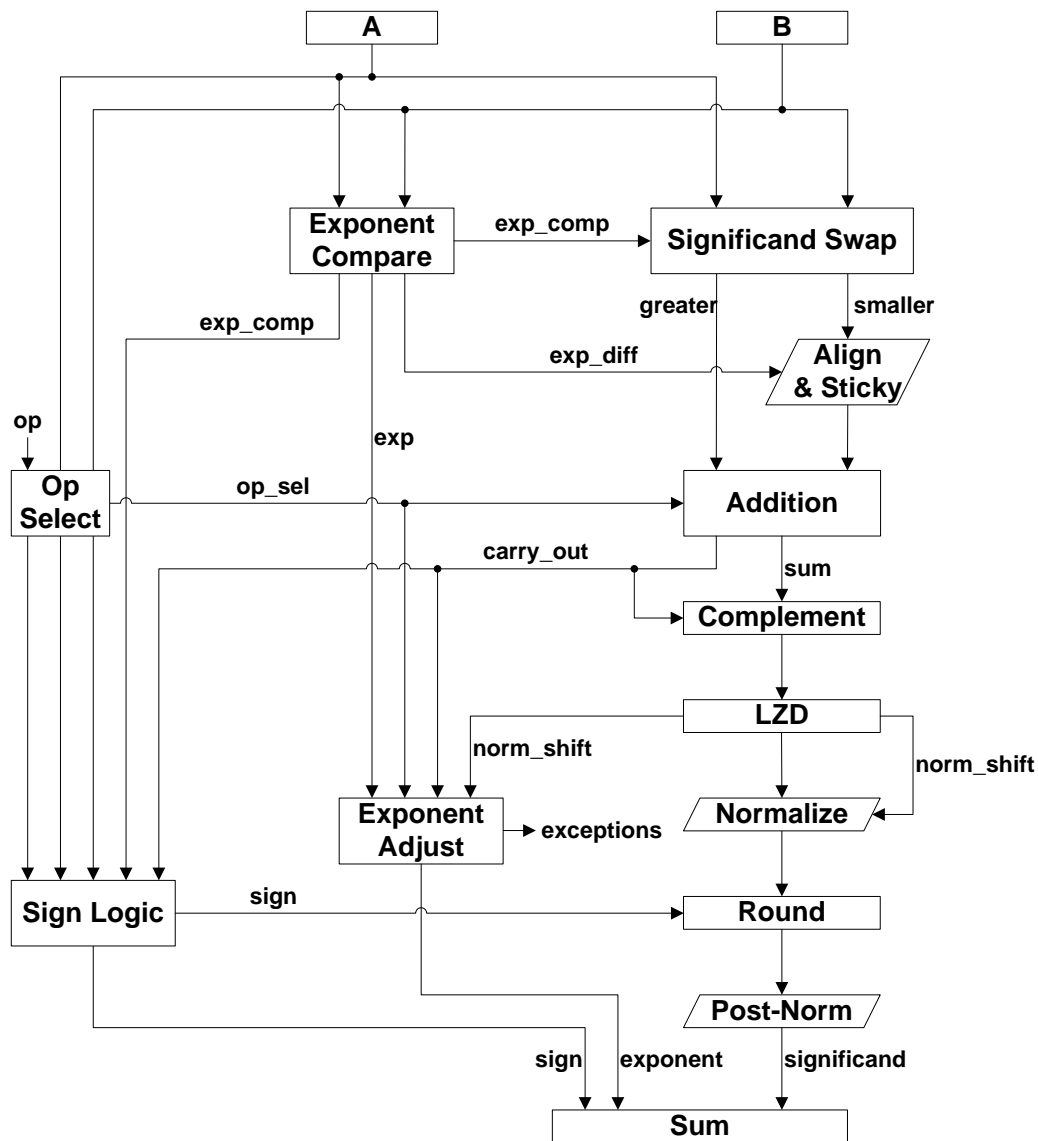 A
B
Exponent
Compare
exp_comp
Significand Swap
greater
smaller
exp_comp
exp_diff
Align
& Sticky
op
exp
Op
Select
op_sel
Addition
carry_out
sum
Complement
LZD
norm_shift
norm_shift
Exponent
Adjust
exceptions
Normalize
Sign Logic
sign
Round
Post-Norm
sign
exponent
significand
Sum